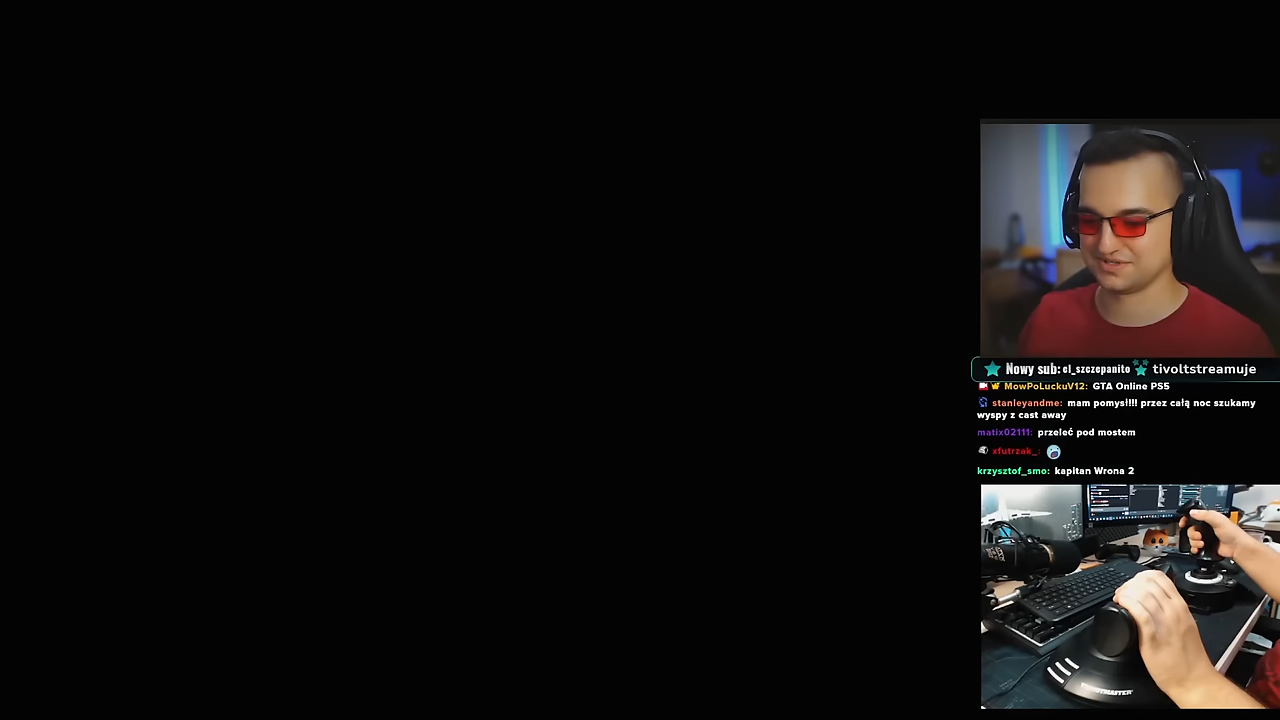 Nowy sub: el_szczepanito tivoltstreamuje
MowPoLuckuV12: GTA Online PS5
stanleyandme: mam pomysł!!! przez całą noc szukamy
wyspy z cast away
matix02111: przeleć pod mostem
xfutrzak_:
krzysztof_smo: kapitan Wrona 2
THRUSTMASTER